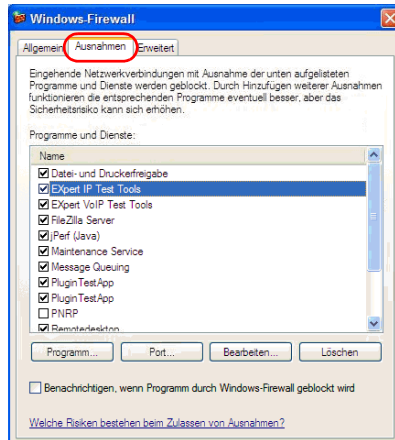 Windows-Firewall
Allgemein
Ausnahmen
Erweitert
Eingehende Netzwerkverbindungen mit Ausnahme der unten aufgelisteten
Programme und Dienste werden geblockt. Durch Hinzufügen weiterer Ausnahmen
funktionieren die entsprechenden Programme eventuell besser, aber das
Sicherheitsrisiko kann sich erhöhen.
Programme und Dienste:
Name
Datei- und Druckerfreigabe
EXpert IP Test Tools
EXpert VoIP Test Tools
FileZilla Server
jPerf (Java)
Maintenance Service
Message Queuing
PluginTestApp
PluginTestApp
PNRP
Remotedesktop
Programm...
Port...
Bearbeiten...
Löschen
Benachrichtigen, wenn Programm durch Windows-Firewall geblockt wird
Welche Risiken bestehen beim Zulassen von Ausnahmen?